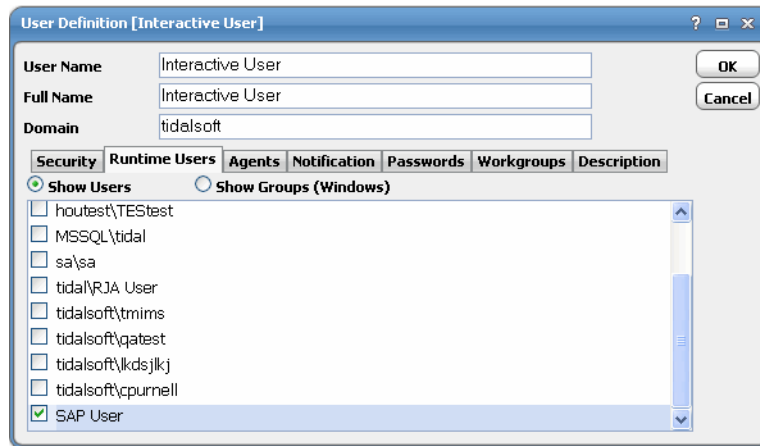 User Definition [Interactive User] ?
User Name Interactive User OK
Full Name Interactive User Cancel
Domain tidalsoft
Security Runtime Users Agents Notification Passwords Workgroups Description
Show Users Show Groups (Windows)
houtest\TEStest
MSSQL\tidal
sa\sa
tidal\RJA User
tidalsoft\tmims
tidalsoft\qatest
tidalsoft\lkdsjlkj
tidalsoft\cpurnell
SAP User